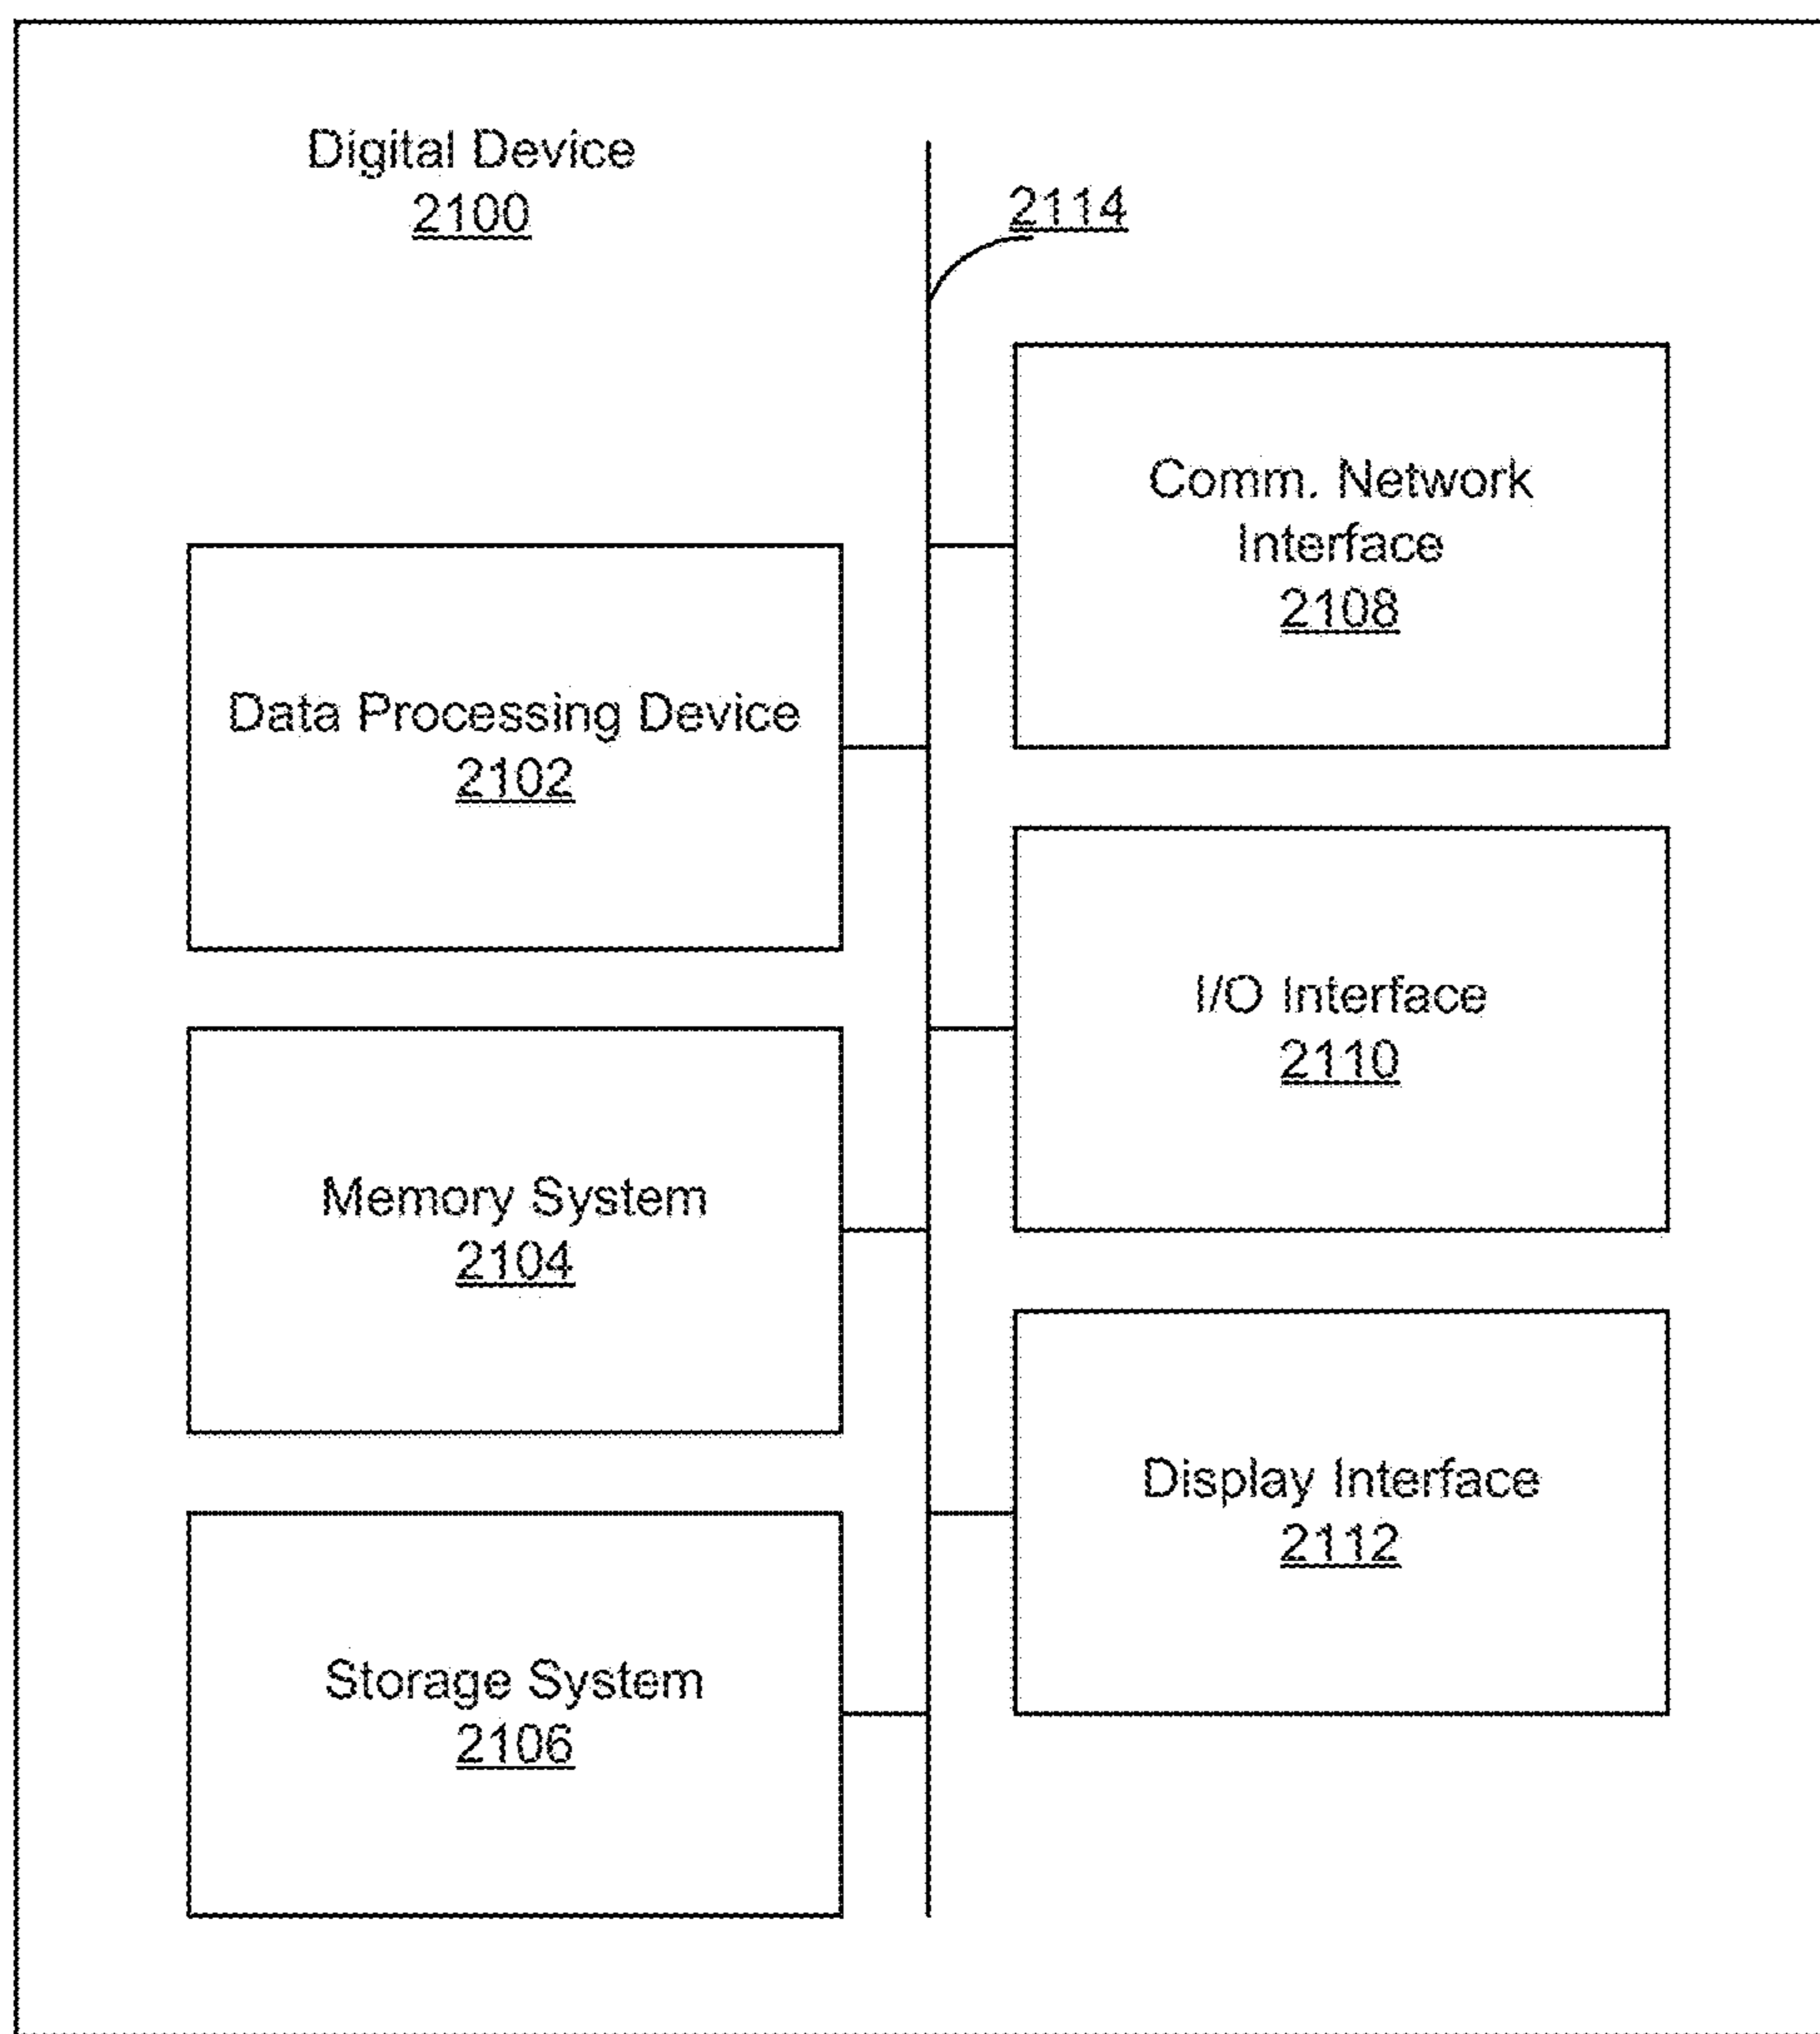 Digital Device
2100
2114
Comm. Network
Interface
2108
Data Processing Device
2102
I/O Interface
2110
Memory System
2104
Display Interface
2112
Storage System
2106